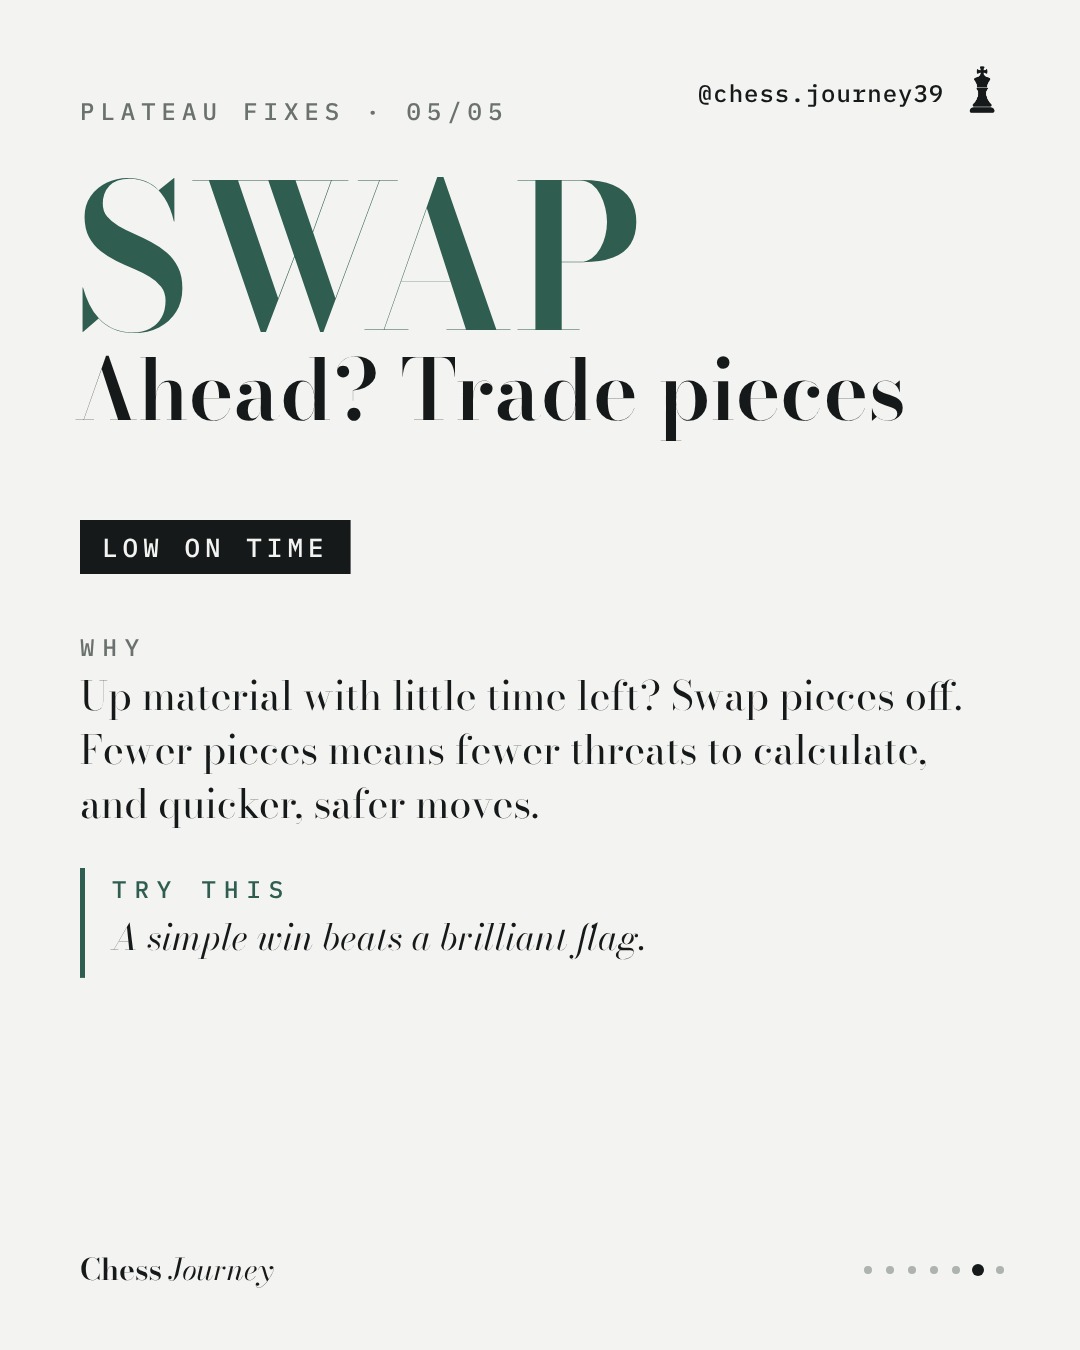 PLATEAU FIXES · 05/05
@chess.journey39
SWAP
Ahead? Trade pieces
LOW ON TIME
WHY
Up material with little time left? Swap pieces off.
Fewer pieces means fewer threats to calculate,
and quicker, safer moves.
TRY THIS
A simple win beats a brilliant flag.
Chess Journey